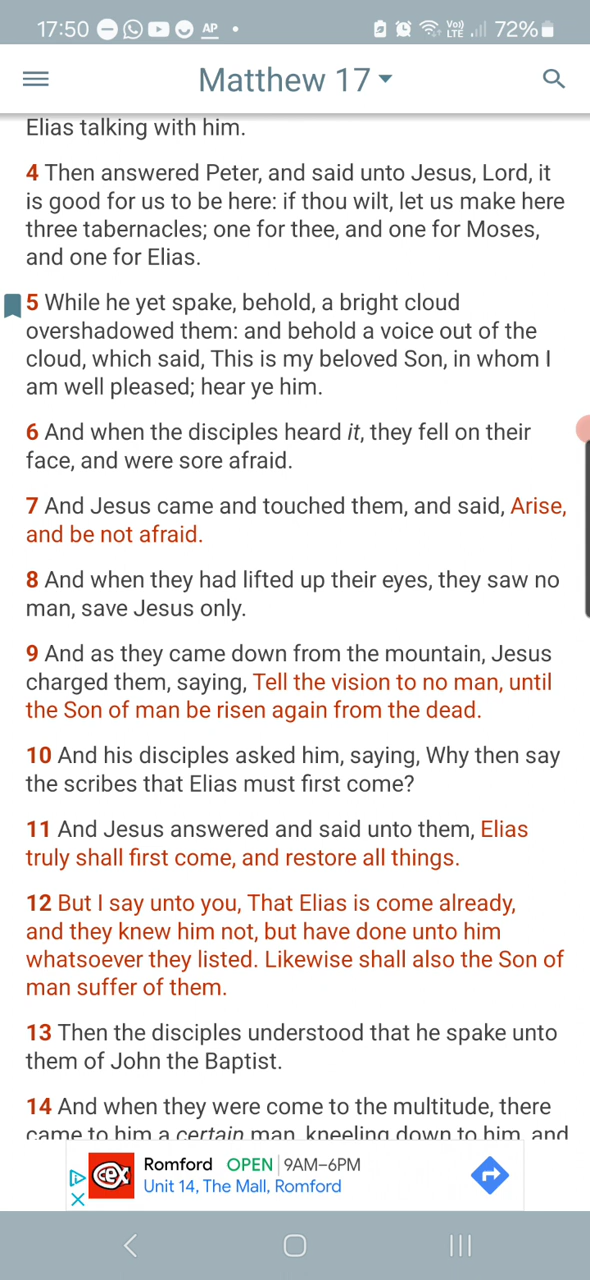 17:50 AP • Vo) LTE 72%
Matthew 17
Elias talking with him.
4 Then answered Peter, and said unto Jesus, Lord, it
is good for us to be here: if thou wilt, let us make here
three tabernacles; one for thee, and one for Moses,
and one for Elias.
5 While he yet spake, behold, a bright cloud
overshadowed them: and behold a voice out of the
cloud, which said, This is my beloved Son, in whom I
am well pleased; hear ye him.
6 And when the disciples heard it, they fell on their
face, and were sore afraid.
7 And Jesus came and touched them, and said, Arise,
and be not afraid.
8 And when they had lifted up their eyes, they saw no
man, save Jesus only.
9 And as they came down from the mountain, Jesus
charged them, saying, Tell the vision to no man, until
the Son of man be risen again from the dead.
10 And his disciples asked him, saying, Why then say
the scribes that Elias must first come?
11 And Jesus answered and said unto them, Elias
truly shall first come, and restore all things.
12 But I say unto you, That Elias is come already,
and they knew him not, but have done unto him
whatsoever they listed. Likewise shall also the Son of
man suffer of them.
13 Then the disciples understood that he spake unto
them of John the Baptist.
14 And when they were come to the multitude, there
came to him a certain man, kneeling down to him, and
cex Romford OPEN 9AM–6PM
Unit 14, The Mall, Romford